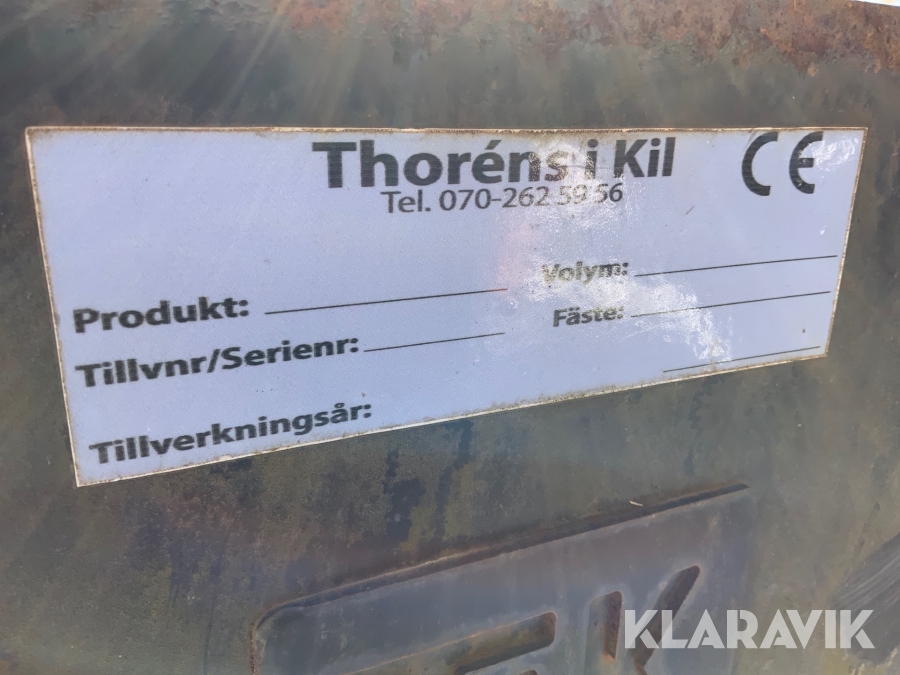 Thoréns i Kil
CE
Tel. 070-262 59 56
Volym:
Produkt:
Fäste:
Tillvnr/Serienr:
Tillverkningsår:
KLARAVIK